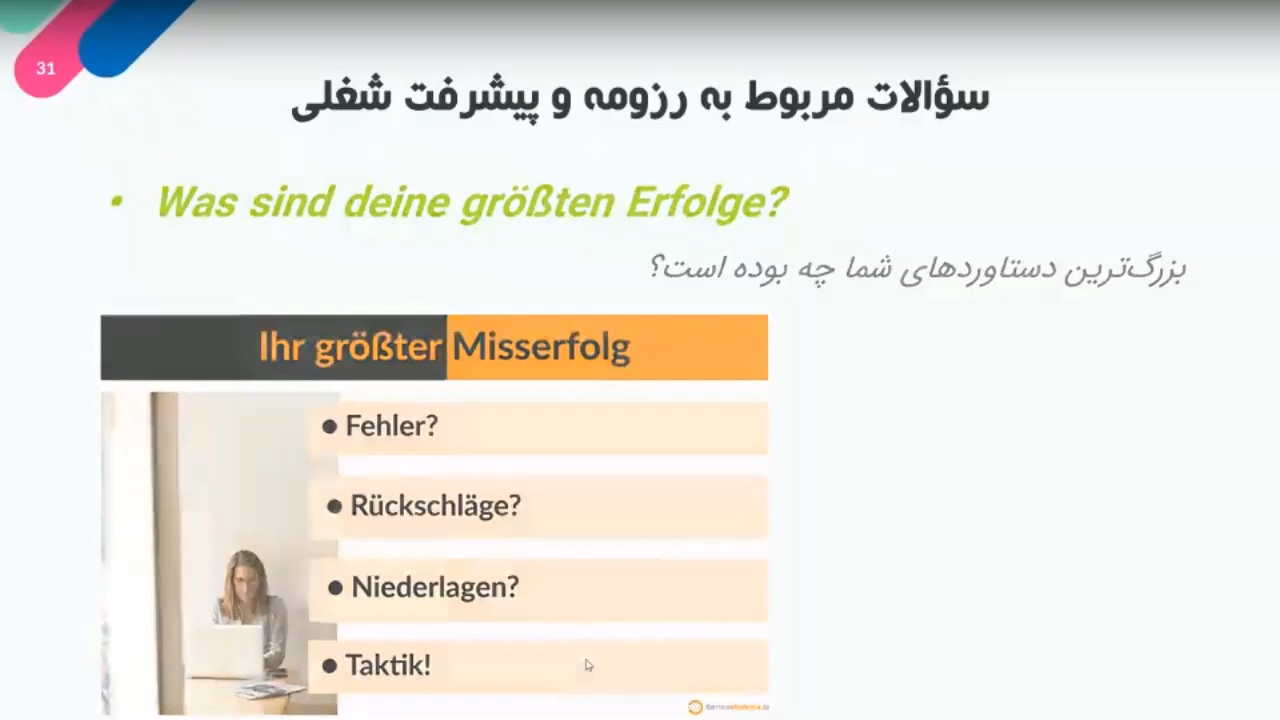 31
سؤالات مربوط به رزومه و پیشرفت شغلی
• Was sind deine größten Erfolge?
بزرگ‌ترین دستاوردهای شما چه بوده است؟
Ihr größter Misserfolg
• Fehler?
• Rückschläge?
• Niederlagen?
• Taktik!